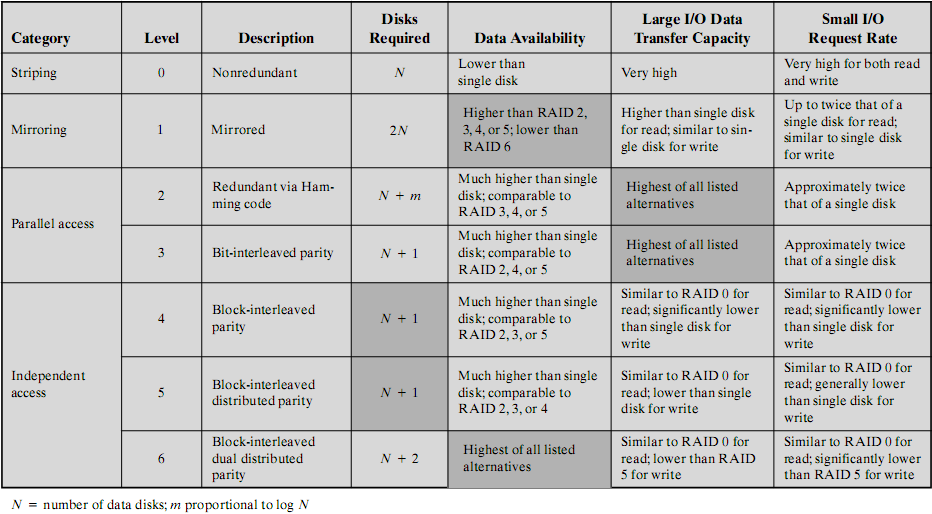 Category
Level
Description
Disks
Required
Data Availability
Large I/O Data
Transfer Capacity
Small I/O
Request Rate
Striping
0
Nonredundant
N
Lower than
single disk
Very high
Very high for both read
and write
Mirroring
1
Mirrored
2N
Higher than RAID 2,
3, 4, or 5; lower than
RAID 6
Higher than single disk
for read; similar to sin-
gle disk for write
Up to twice that of a
single disk for read;
similar to single disk
for write
Parallel access
2
Redundant via Ham-
ming code
N + m
Much higher than single
disk; comparable to
RAID 3, 4, or 5
Highest of all listed
alternatives
Approximately twice
that of a single disk
3
Bit-interleaved parity
N + 1
Much higher than single
disk; comparable to
RAID 2, 4, or 5
Highest of all listed
alternatives
Approximately twice
that of a single disk
Independent
access
4
Block-interleaved
parity
N + 1
Much higher than single
disk; comparable to
RAID 2, 3, or 5
Similar to RAID 0 for
read; significantly lower
than single disk for
write
Similar to RAID 0 for
read; significantly lower
than single disk for
write
5
Block-interleaved
distributed parity
N + 1
Much higher than single
disk; comparable to
RAID 2, 3, or 4
Similar to RAID 0 for
read; lower than single
disk for write
Similar to RAID 0 for
read; generally lower
than single disk for
write
6
Block-interleaved
dual distributed
parity
N + 2
Highest of all listed
alternatives
Similar to RAID 0 for
read; lower than RAID
5 for write
Similar to RAID 0 for
read; significantly lower
than RAID 5 for write
N = number of data disks; m proportional to log N